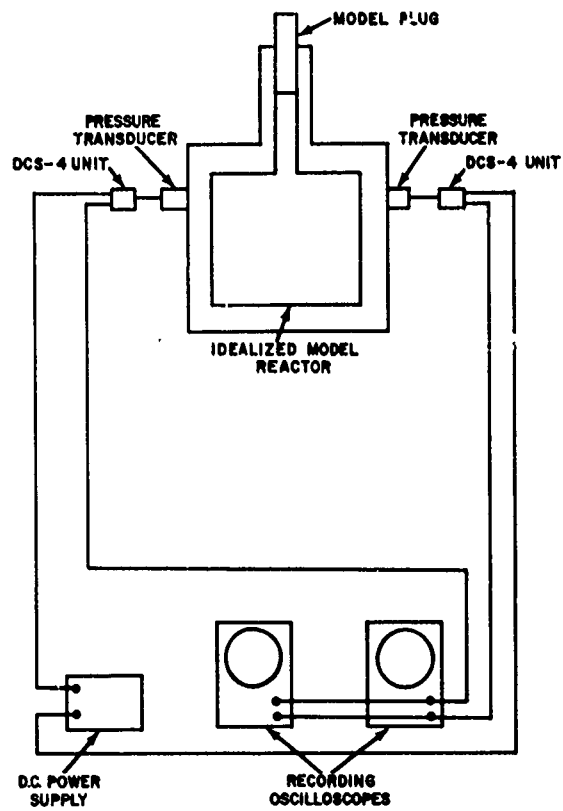 MODEL PLUG
PRESSURE
TRANSDUCER
PRESSURE
TRANSDUCER
DCS-4 UNIT
DCS-4 UNIT
IDEALIZED MODEL
REACTOR
D.C. POWER
SUPPLY
RECORDING
OSCILLOSCOPES